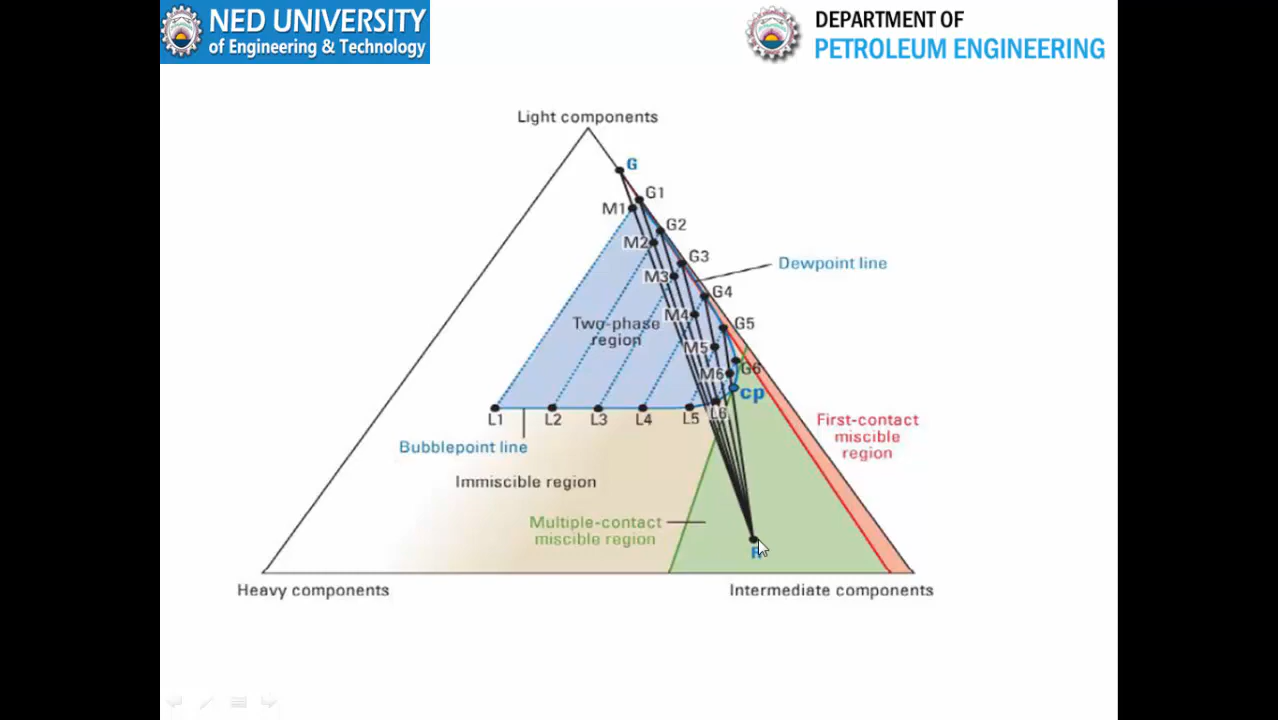 NED UNIVERSITY
of Engineering & Technology
DEPARTMENT OF
PETROLEUM ENGINEERING
Light components
G
G1
M1
G2
M2
G3
M3
Dewpoint line
G4
M4
Two-phase
region
G5
M5
G6
M6
cp
L1
L2
L3
L4
L5
L6
First-contact
miscible
region
Bubblepoint line
Immiscible region
Multiple-contact
miscible region
Heavy components
Intermediate components